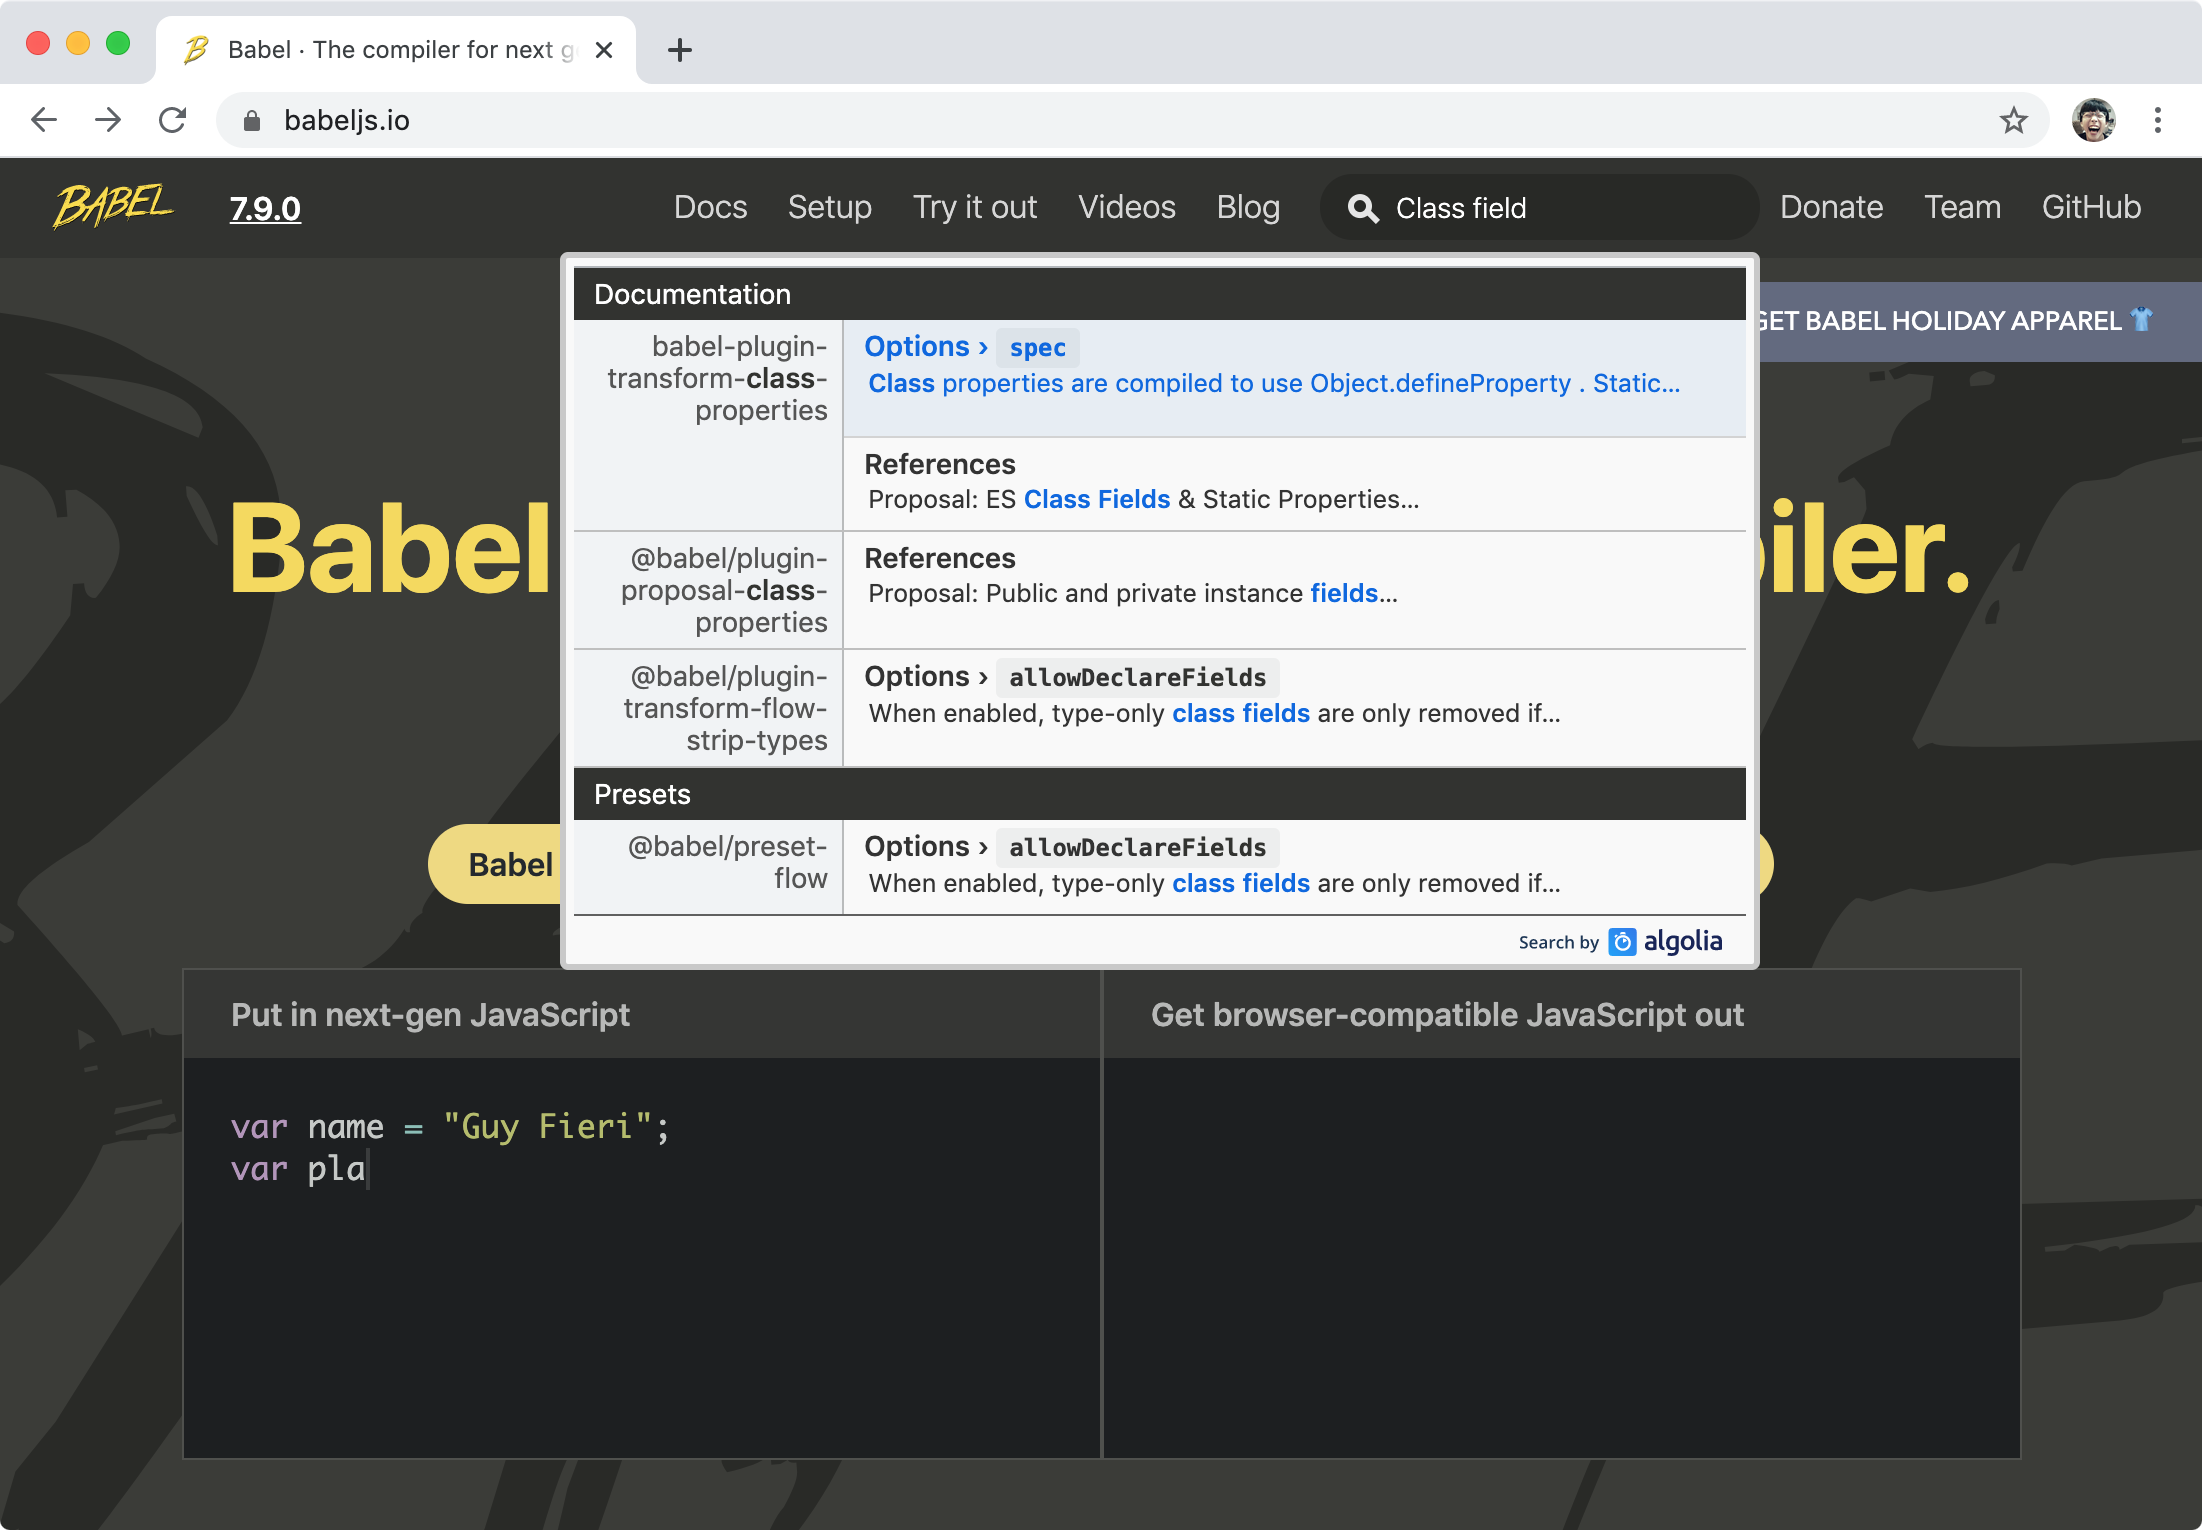 Babel · The compiler for next g
babeljs.io
BABEL 7.9.0 Docs Setup Try it out Videos Blog Class field Donate Team GitHub
GET BABEL HOLIDAY APPAREL 👕
Documentation
babel-plugin-
transform-class-
properties
Options › spec
Class properties are compiled to use Object.defineProperty . Static...
References
Proposal: ES Class Fields & Static Properties...
@babel/plugin-
proposal-class-
properties
References
Proposal: Public and private instance fields...
@babel/plugin-
transform-flow-
strip-types
Options › allowDeclareFields
When enabled, type-only class fields are only removed if...
Presets
@babel/preset-
flow
Options › allowDeclareFields
When enabled, type-only class fields are only removed if...
Search by algolia
Babel iler.
Babel
Put in next-gen JavaScript
Get browser-compatible JavaScript out
var name = "Guy Fieri";
var pla